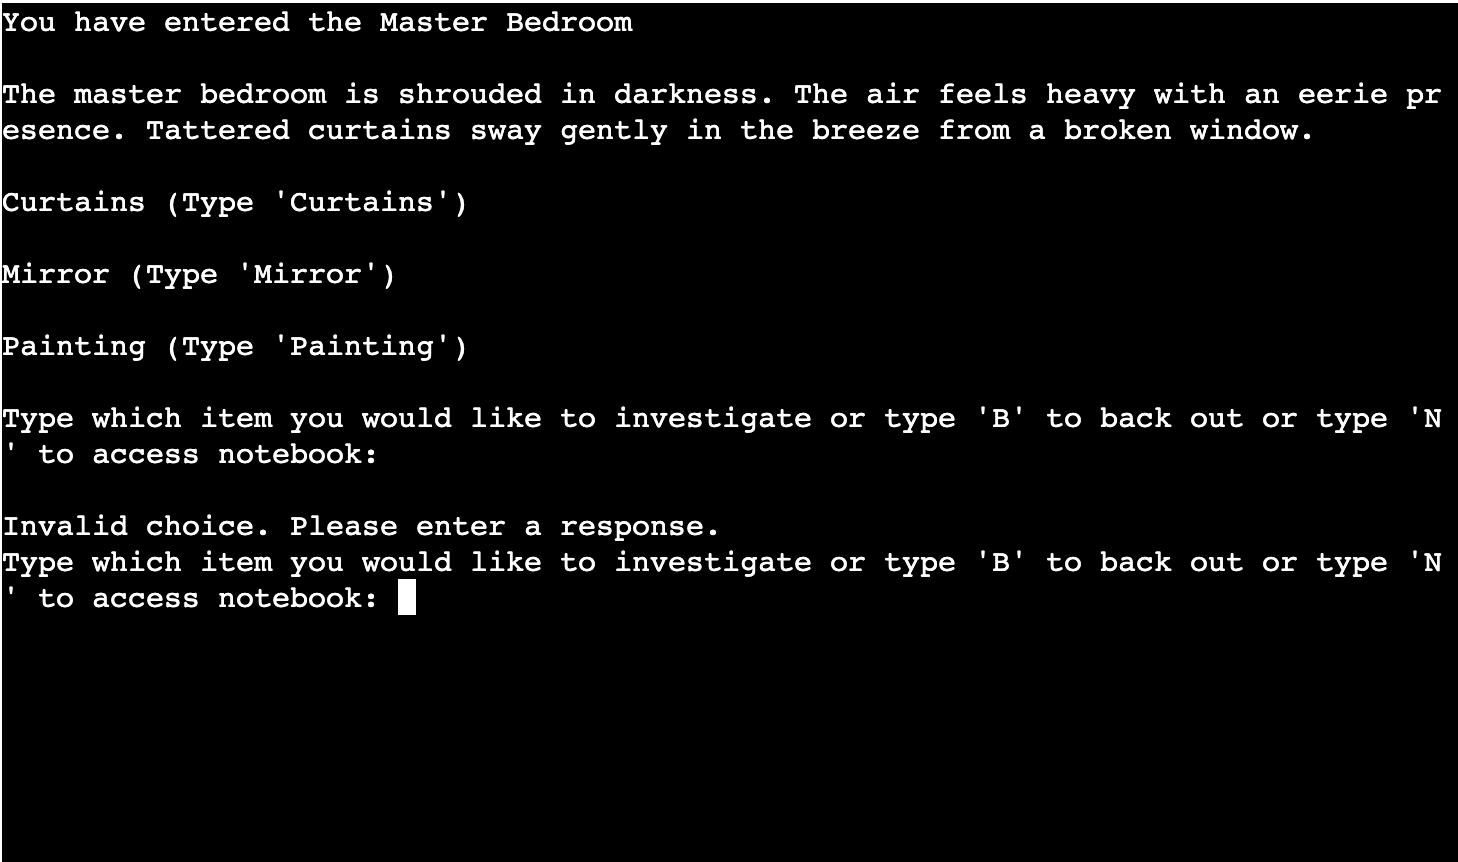 You have entered the Master Bedroom
The master bedroom is shrouded in darkness. The air feels heavy with an eerie pr
esence. Tattered curtains sway gently in the breeze from a broken window.
Curtains (Type 'Curtains')
Mirror (Type 'Mirror')
Painting (Type 'Painting')
Type which item you would like to investigate or type 'B' to back out or type 'N
' to access notebook:
Invalid choice. Please enter a response.
Type which item you would like to investigate or type 'B' to back out or type 'N
' to access notebook: